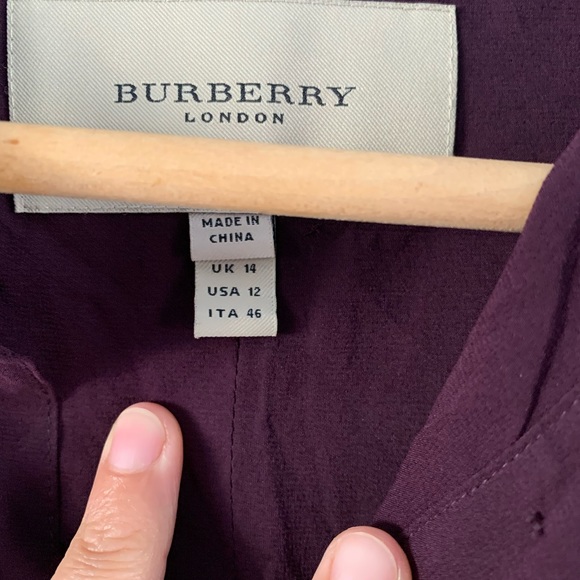 BURBERRY
LONDON
MADE IN
CHINA
UK 14
USA 12
ITA 46